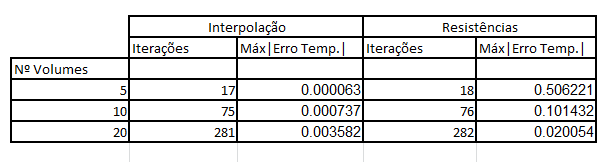 Interpolação Resistências
Iterações Máx|Erro Temp.| Iterações Máx|Erro Temp.|
Nº Volumes
5 17 0.000063 18 0.506221
10 75 0.000737 76 0.101432
20 281 0.003582 282 0.020054